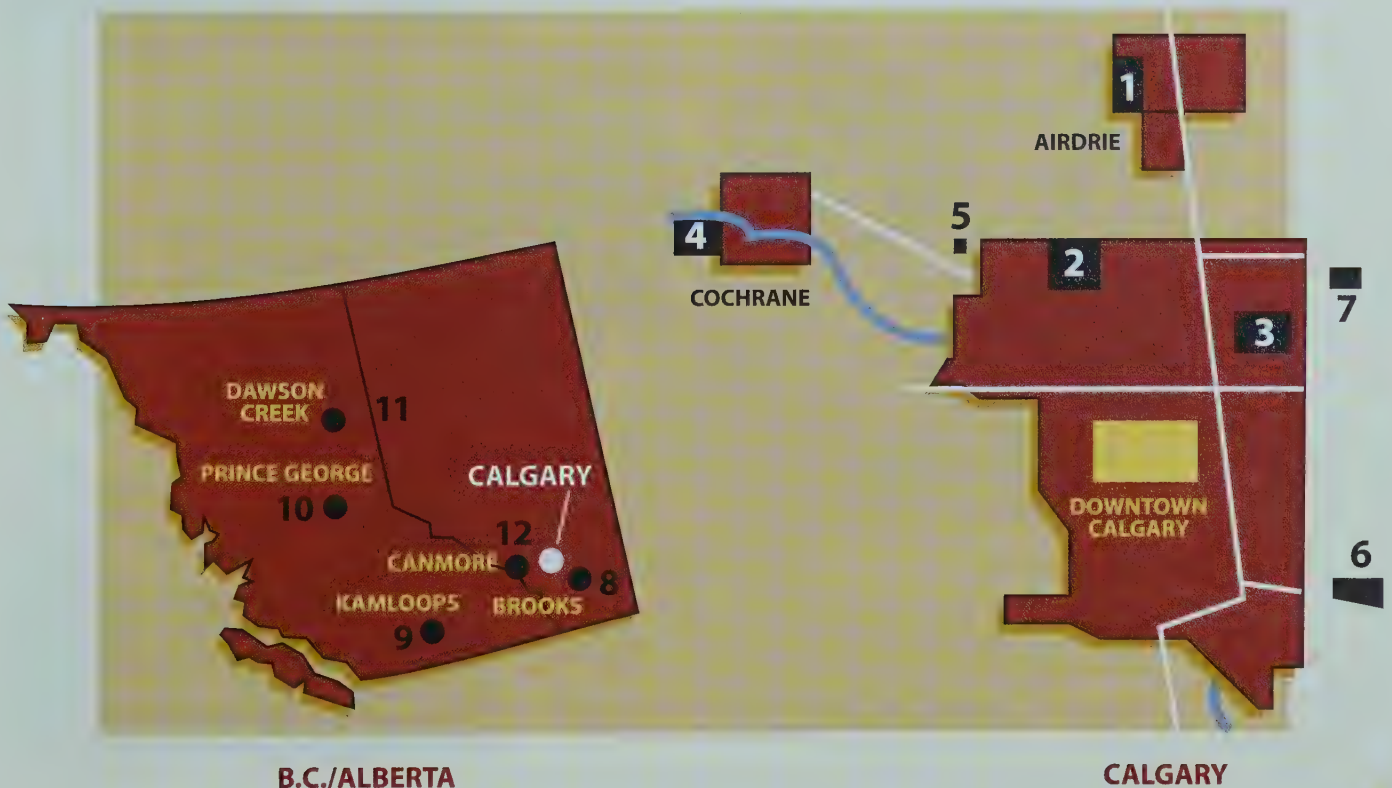 1
AIRDRIE
5
4
2
7
COCHRANE
3
DAWSON
CREEK
11
PRINCE GEORGE
10
CALGARY
12
CANMORE
8
KAMLOOPS
BROOKS
9
DOWNTOWN
CALGARY
6
B.C./ALBERTA
CALGARY